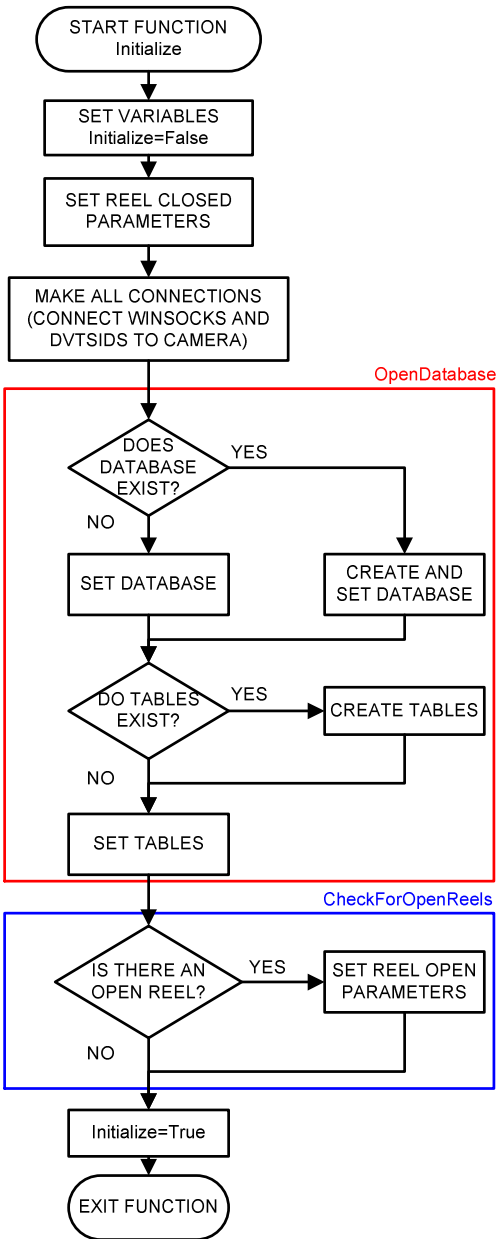 START FUNCTION
Initialize
SET VARIABLES
Initialize=False
SET REEL CLOSED
PARAMETERS
MAKE ALL CONNECTIONS
(CONNECT WINSOCKS AND
DVTSIDS TO CAMERA)
OpenDatabase
DOES
DATABASE
EXIST?
YES
NO
SET DATABASE
CREATE AND
SET DATABASE
DO TABLES
EXIST?
YES
CREATE TABLES
NO
SET TABLES
CheckForOpenReels
IS THERE AN
OPEN REEL?
YES
SET REEL OPEN
PARAMETERS
NO
Initialize=True
EXIT FUNCTION